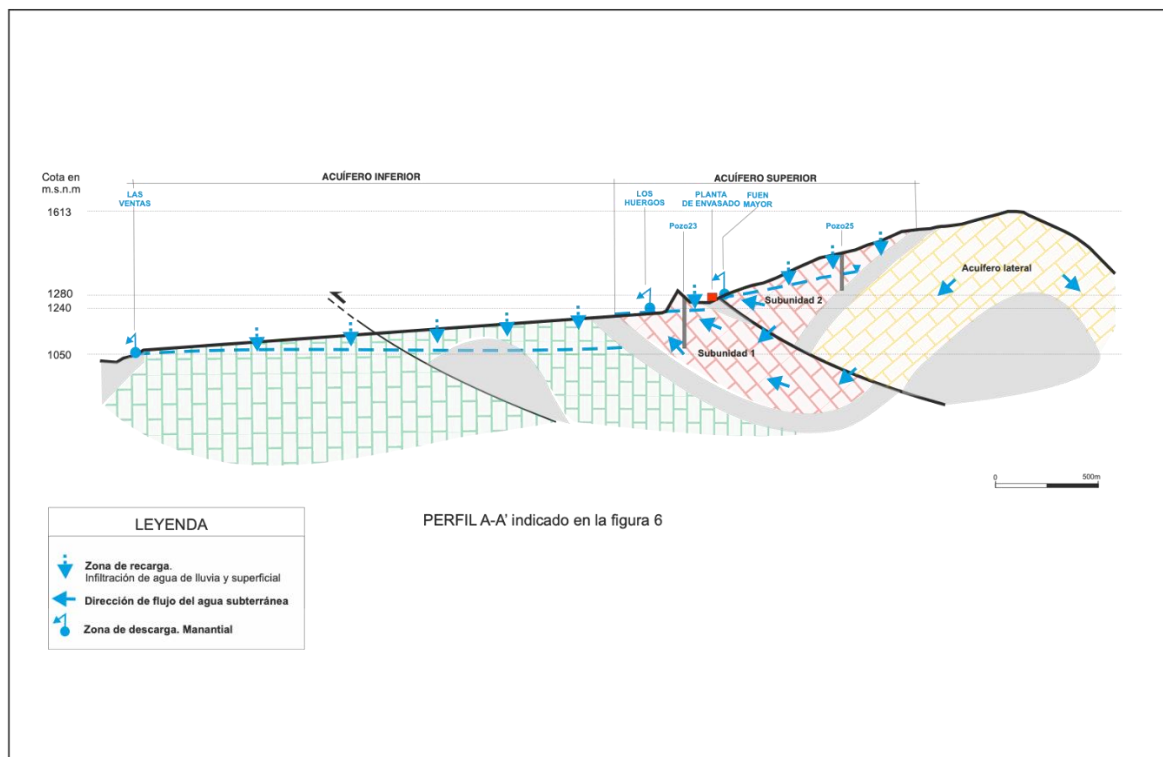 Cota en
m.s.n.m
ACUÍFERO INFERIOR
ACUÍFERO SUPERIOR
LAS
VENTAS
LOS
HUERGOS
PLANTA
DE ENVASADO
FUEN
MAYOR
1613
Pozo23
Pozo25
Acuífero lateral
1280
Subunidad 2
1240
1050
Subunidad 1
0
500m
PERFIL A-A' indicado en la figura 6
LEYENDA
Zona de recarga.
Infiltración de agua de lluvia y superficial
Dirección de flujo del agua subterránea
Zona de descarga. Manantial